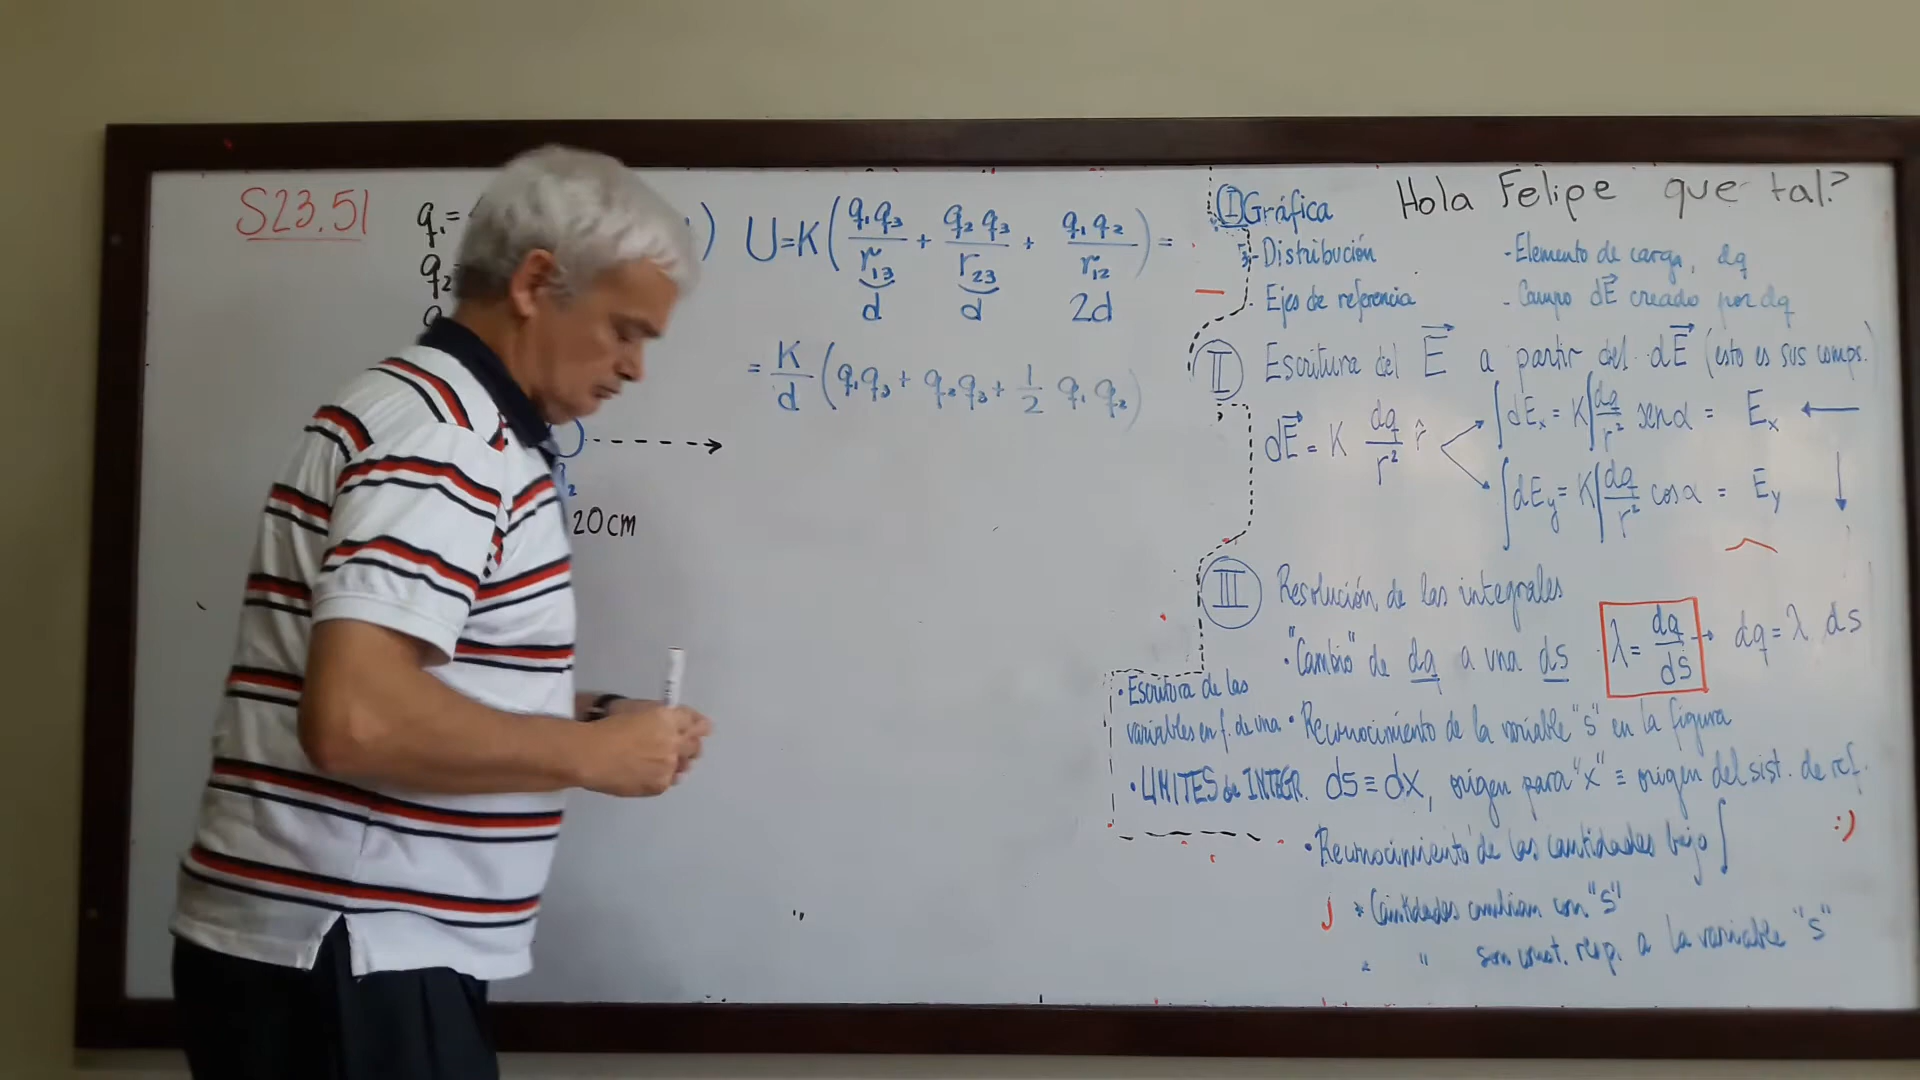 S23.51
q₁=
q₂
q
) U=K(q₁q₃/r₁₃ + q₂q₃/r₂₃ + q₁q₂/r₁₂) =
d d 2d
= K/d (q₁q₃ + q₂q₃ + 1/2 q₁q₂)
₂
20cm
Hola Felipe que tal?
I Gráfica
- Distribución
- Elemento de carga, dq
- Ejes de referencia
- Campo dE⃗ creado por dq
II Escritura del E⃗ a partir del dE⃗ (esto es sus comps.
dE⃗ = K dq/r² r̂
∫dEx = K∫dq/r² senα = Ex
∫dEy = K∫dq/r² cosα = Ey
III Resolución de las integrales
• "Cambio" de dq a una ds
λ = dq/ds → dq = λ ds
• Escritura de las
variables en f. de una
• Reconocimiento de la variable "s" en la figura
• LIMITES de INTEGR.
ds ≡ dx, origen para "x" ≡ origen del sist. de ref.
• Reconocimiento de las cantidades bajo ∫
:)
* Cantidades cambian con "s"
" son const. resp. a la variable "s"